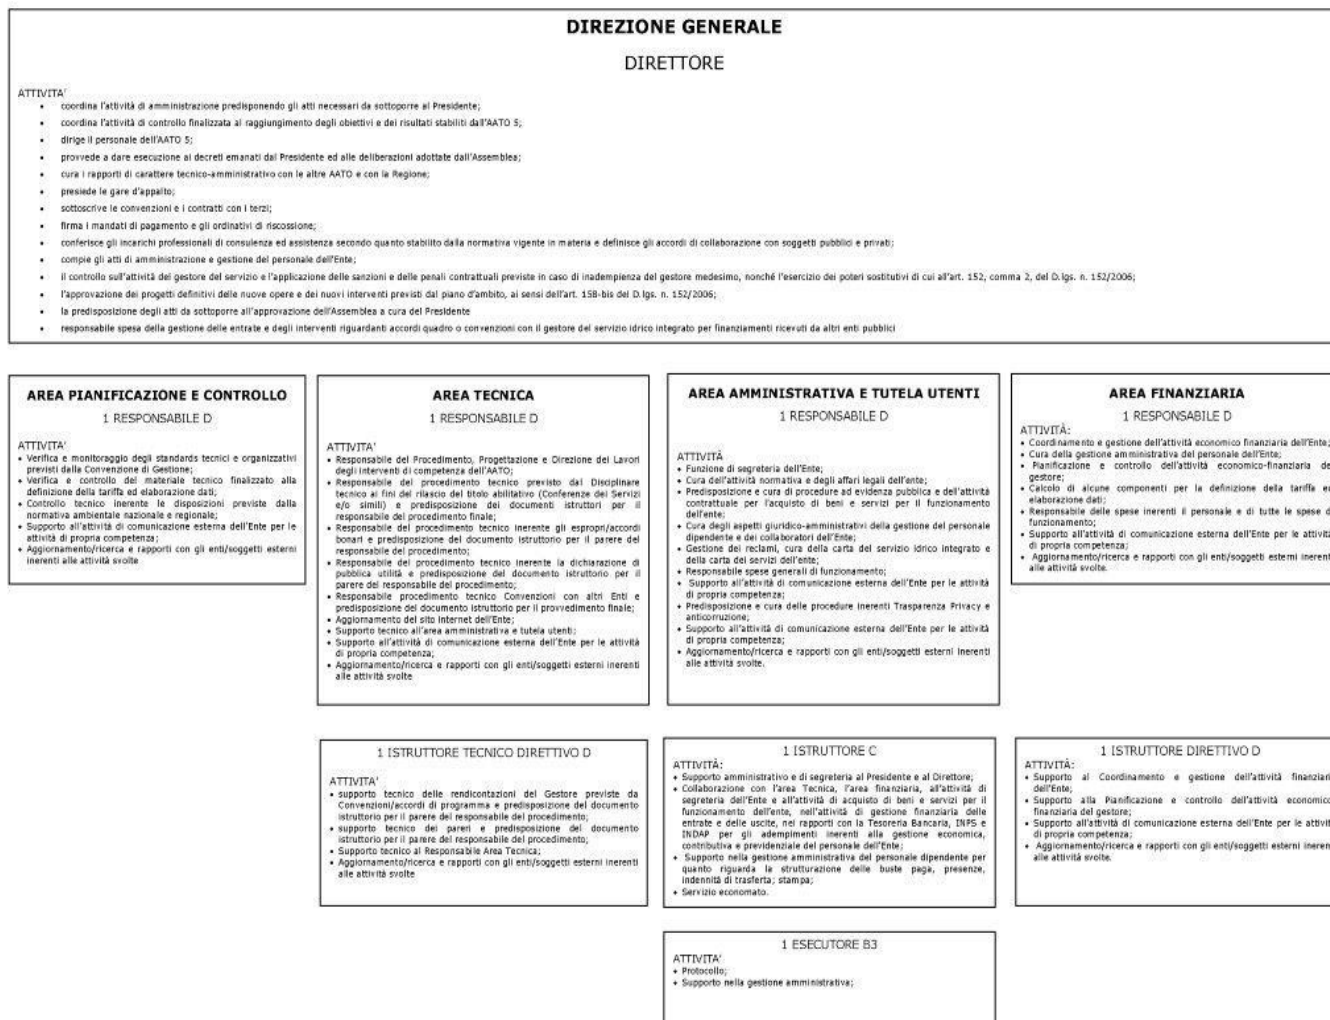 DIREZIONE GENERALE
DIRETTORE
ATTIVITA'
• coordina l'attività di amministrazione predisponendo gli atti necessari da sottoporre al Presidente;
• coordina l'attività di controllo finalizzata al raggiungimento degli obiettivi e dei risultati stabiliti dall'AATO 5;
• dirige il personale dell'AATO 5;
• provvede a dare esecuzione ai decreti emanati dal Presidente ed alle deliberazioni adottate dall'Assemblea;
• cura i rapporti di carattere tecnico-amministrativo con le altre AATO e con la Regione;
• presiede le gare d'appalto;
• sottoscrive le convenzioni e i contratti con i terzi;
• firma i mandati di pagamento e gli ordinativi di riscossione;
• conferisce gli incarichi professionali di consulenza ed assistenza secondo quanto stabilito dalla normativa vigente in materia e definisce gli accordi di collaborazione con soggetti pubblici e privati;
• compie gli atti di amministrazione e gestione del personale dell'Ente;
• il controllo sull'attività del gestore del servizio e l'applicazione delle sanzioni e delle penali contrattuali previste in caso di inadempienza del gestore medesimo, nonché l'esercizio dei poteri sostitutivi di cui all'art. 152, comma 2, del D.lgs. n. 152/2006;
• l'approvazione dei progetti definitivi delle nuove opere e dei nuovi interventi previsti dal piano d'ambito, ai sensi dell'art. 158-bis del D.lgs. n. 152/2006;
• la predisposizione degli atti da sottoporre all'approvazione dell'Assemblea a cura del Presidente
• responsabile spesa della gestione delle entrate e degli interventi riguardanti accordi quadro o convenzioni con il gestore del servizio idrico integrato per finanziamenti ricevuti da altri enti pubblici
AREA PIANIFICAZIONE E CONTROLLO
1 RESPONSABILE D
ATTIVITA'
• Verifica e monitoraggio degli standards tecnici e organizzativi
previsti dalla Convenzione di Gestione;
• Verifica e controllo del materiale tecnico finalizzato alla
definizione della tariffa ed elaborazione dati;
• Controllo tecnico inerente le disposizioni previste dalla
normativa ambientale nazionale e regionale;
• Supporto all'attività di comunicazione esterna dell'Ente per le
attività di propria competenza;
• Aggiornamento/ricerca e rapporti con gli enti/soggetti esterni
inerenti alle attività svolte
AREA TECNICA
1 RESPONSABILE D
ATTIVITA'
• Responsabile del Procedimento, Progettazione e Direzione dei Lavori
degli interventi di competenza dell'AATO;
• Responsabile del procedimento tecnico previsto dal Disciplinare
tecnico ai fini del rilascio del titolo abilitativo (Conferenze dei Servizi
e/o simili) e predisposizione dei documenti istruttori per il
responsabile del procedimento finale;
• Responsabile del procedimento tecnico inerente gli espropri/accordi
bonari e predisposizione del documento istruttorio per il parere del
responsabile del procedimento;
• Responsabile del procedimento tecnico inerente la dichiarazione di
pubblica utilità e predisposizione del documento istruttorio per il
parere del responsabile del procedimento;
• Responsabile procedimento tecnico Convenzioni con altri Enti e
predisposizione del documento istruttorio per il provvedimento finale;
• Aggiornamento del sito Internet dell'Ente;
• Supporto tecnico all'area amministrativa e tutela utenti;
• Supporto all'attività di comunicazione esterna dell'Ente per le attività
di propria competenza;
• Aggiornamento/ricerca e rapporti con gli enti/soggetti esterni inerenti
alle attività svolte
AREA AMMINISTRATIVA E TUTELA UTENTI
1 RESPONSABILE D
ATTIVITÀ
• Funzione di segreteria dell'Ente;
• Cura dell'attività normativa e degli affari legali dell'ente;
• Predisposizione e cura di procedure ad evidenza pubblica e dell'attività
contrattuale per l'acquisto di beni e servizi per il funzionamento
dell'ente;
• Cura degli aspetti giuridico-amministrativi della gestione del personale
dipendente e dei collaboratori dell'Ente;
• Gestione dei reclami, cura della carta del servizio idrico integrato e
della carta dei servizi dell'ente;
• Responsabile spese generali di funzionamento;
• Supporto all'attività di comunicazione esterna dell'Ente per le attività
di propria competenza;
• Predisposizione e cura delle procedure inerenti Trasparenza Privacy e
anticorruzione;
• Supporto all'attività di comunicazione esterna dell'Ente per le attività
di propria competenza;
• Aggiornamento/ricerca e rapporti con gli enti/soggetti esterni inerenti
alle attività svolte.
AREA FINANZIARIA
1 RESPONSABILE D
ATTIVITÀ:
• Coordinamento e gestione dell'attività economico finanziaria dell'Ente;
• Cura della gestione amministrativa del personale dell'Ente;
• Pianificazione e controllo dell'attività economico-finanziaria de
gestore;
• Calcolo di alcune componenti per la definizione della tariffa e
elaborazione dati;
• Responsabile delle spese inerenti il personale e di tutte le spese d
funzionamento;
• Supporto all'attività di comunicazione esterna dell'Ente per le attività
di propria competenza;
• Aggiornamento/ricerca e rapporti con gli enti/soggetti esterni inerent
alle attività svolte.
1 ISTRUTTORE TECNICO DIRETTIVO D
ATTIVITA'
• supporto tecnico delle rendicontazioni del Gestore previste da
Convenzioni/accordi di programma e predisposizione del documento
istruttorio per il parere del responsabile del procedimento;
• supporto tecnico dei pareri e predisposizione del documento
istruttorio per il parere del responsabile del procedimento;
• Supporto tecnico al Responsabile Area Tecnica;
• Aggiornamento/ricerca e rapporti con gli enti/soggetti esterni inerenti
alle attività svolte
1 ISTRUTTORE C
ATTIVITÀ:
• Supporto amministrativo e di segreteria al Presidente e al Direttore;
• Collaborazione con l'area Tecnica, l'area finanziaria, all'attività di
segreteria dell'Ente e all'attività di acquisto di beni e servizi per il
funzionamento dell'ente, nell'attività di gestione finanziaria delle
entrate e delle uscite, nei rapporti con la Tesoreria Bancaria, INPS e
INDAP per gli adempimenti inerenti alla gestione economica,
contributiva e previdenziale del personale dell'Ente;
• Supporto nella gestione amministrativa del personale dipendente per
quanto riguarda la strutturazione delle buste paga, presenze,
indennità di trasferta; stampa;
• Servizio economato.
1 ISTRUTTORE DIRETTIVO D
ATTIVITÀ:
• Supporto al Coordinamento e gestione dell'attività finanziari
dell'Ente;
• Supporto alla Pianificazione e controllo dell'attività economico
finanziaria del gestore;
• Supporto all'attività di comunicazione esterna dell'Ente per le attivit
di propria competenza;
• Aggiornamento/ricerca e rapporti con gli enti/soggetti esterni ineren
alle attività svolte.
1 ESECUTORE B3
ATTIVITA'
• Protocollo;
• Supporto nella gestione amministrativa;